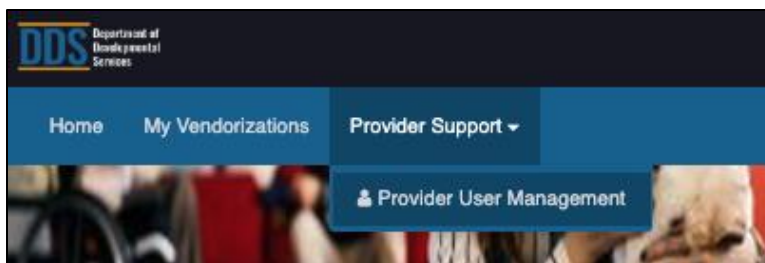 DDS
Department of
Developmental
Services
Home My Vendorizations Provider Support
Provider User Management